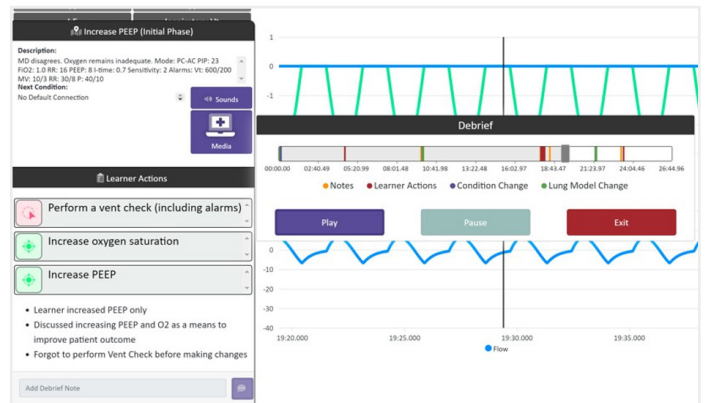 Increase PEEP (Initial Phase)
Description:
MD disagrees. Oxygen remains inadequate. Mode: PC-AC PIP: 23
FiO2: 1.0 RR: 16 PEEP: 8 I-time: 0.7 Sensitivity: 2 Alarms: Vt: 600/200
MV: 10/3 RR: 30/8 P: 40/10
Next Condition:
No Default Connection
Sounds
Media
Learner Actions
Perform a vent check (including alarms)
Increase oxygen saturation
Increase PEEP
• Learner increased PEEP only
• Discussed increasing PEEP and O2 as a means to
improve patient outcome
• Forgot to perform Vent Check before making changes
Add Debrief Note
1
0
-1
Debrief
00:00.00 02:40.49 05:20.99 08:01.48 10:41.98 13:22.48 16:02.97 18:43.47 21:23.97 24:04.46 26:44.96
Notes Learner Actions Condition Change Lung Model Change
Play Pause Exit
0
-10
-20
-30
-40
19:20.000 19:25.000 19:30.000 19:35.000
Flow